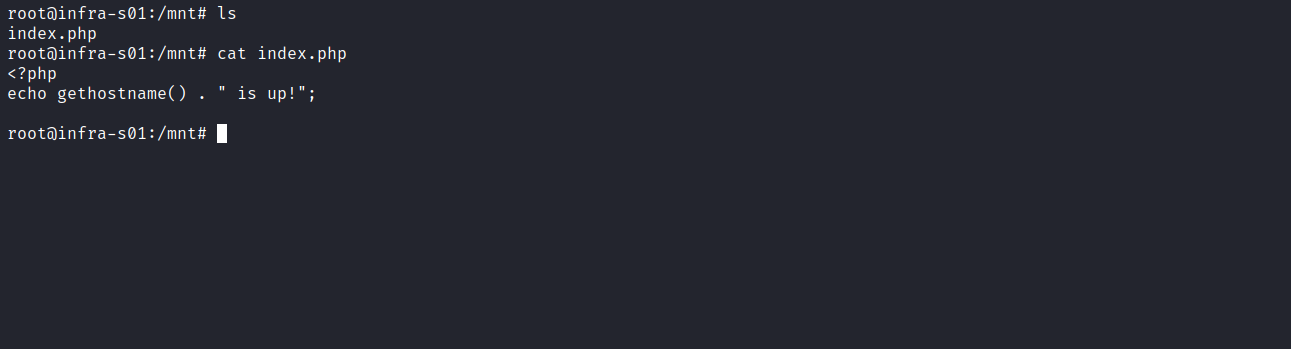 root@infra-s01:/mnt# ls
index.php
root@infra-s01:/mnt# cat index.php
<?php
echo gethostname() . " is up!";
root@infra-s01:/mnt#